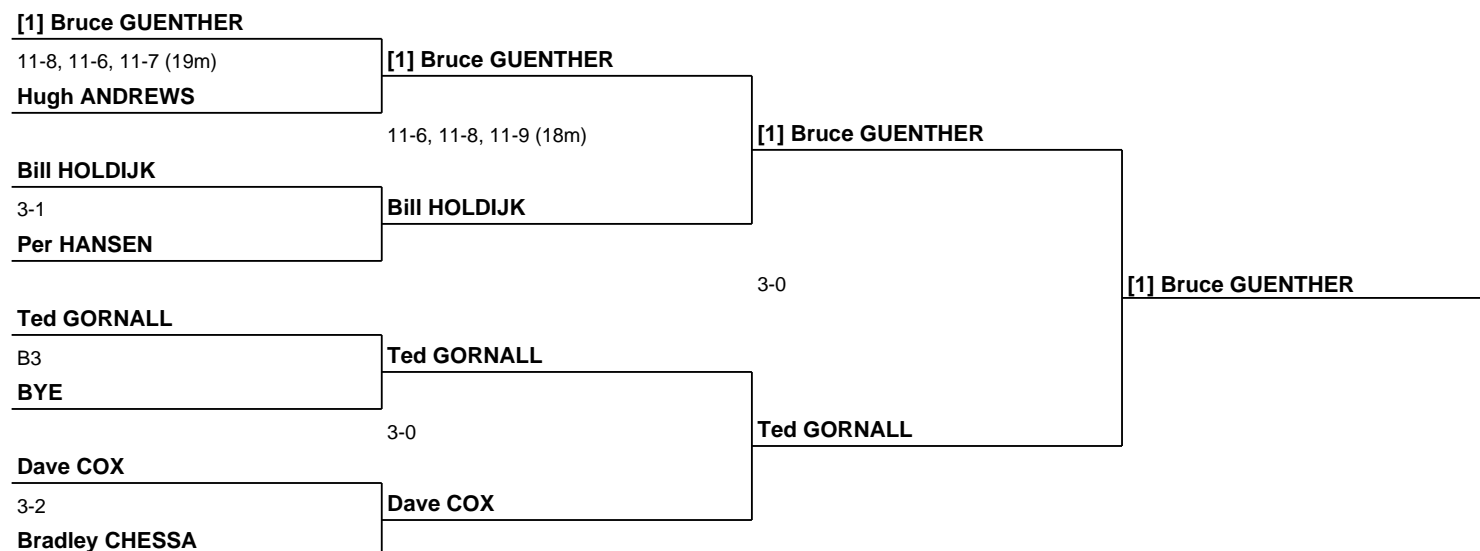 [1] Bruce GUENTHER
11-8, 11-6, 11-7 (19m)
Hugh ANDREWS
Bill HOLDIJK
3-1
Per HANSEN
Ted GORNALL
B3
BYE
Dave COX
3-2
Bradley CHESSA
[1] Bruce GUENTHER
11-6, 11-8, 11-9 (18m)
Bill HOLDIJK
Ted GORNALL
3-0
Dave COX
[1] Bruce GUENTHER
3-0
Ted GORNALL
[1] Bruce GUENTHER